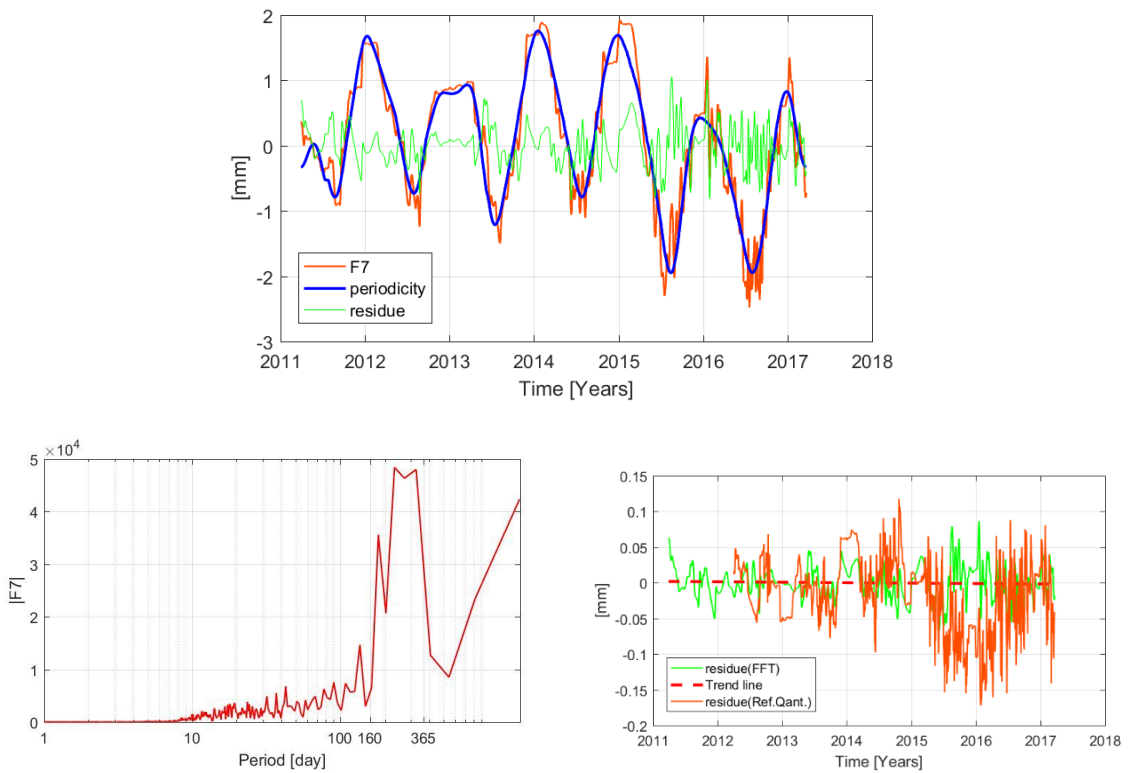 2
1
0
-1
-2
-3
[mm]
F7
periodicity
residue
2011 2012 2013 2014 2015 2016 2017 2018
Time [Years]
×10⁴
5
4
3
2
1
0
|F7|
1 10 100 160 365
Period [day]
0.15
0.1
0.05
0
-0.05
-0.1
-0.15
-0.2
[mm]
residue(FFT)
Trend line
residue(Ref.Qant.)
2011 2012 2013 2014 2015 2016 2017 2018
Time [Years]